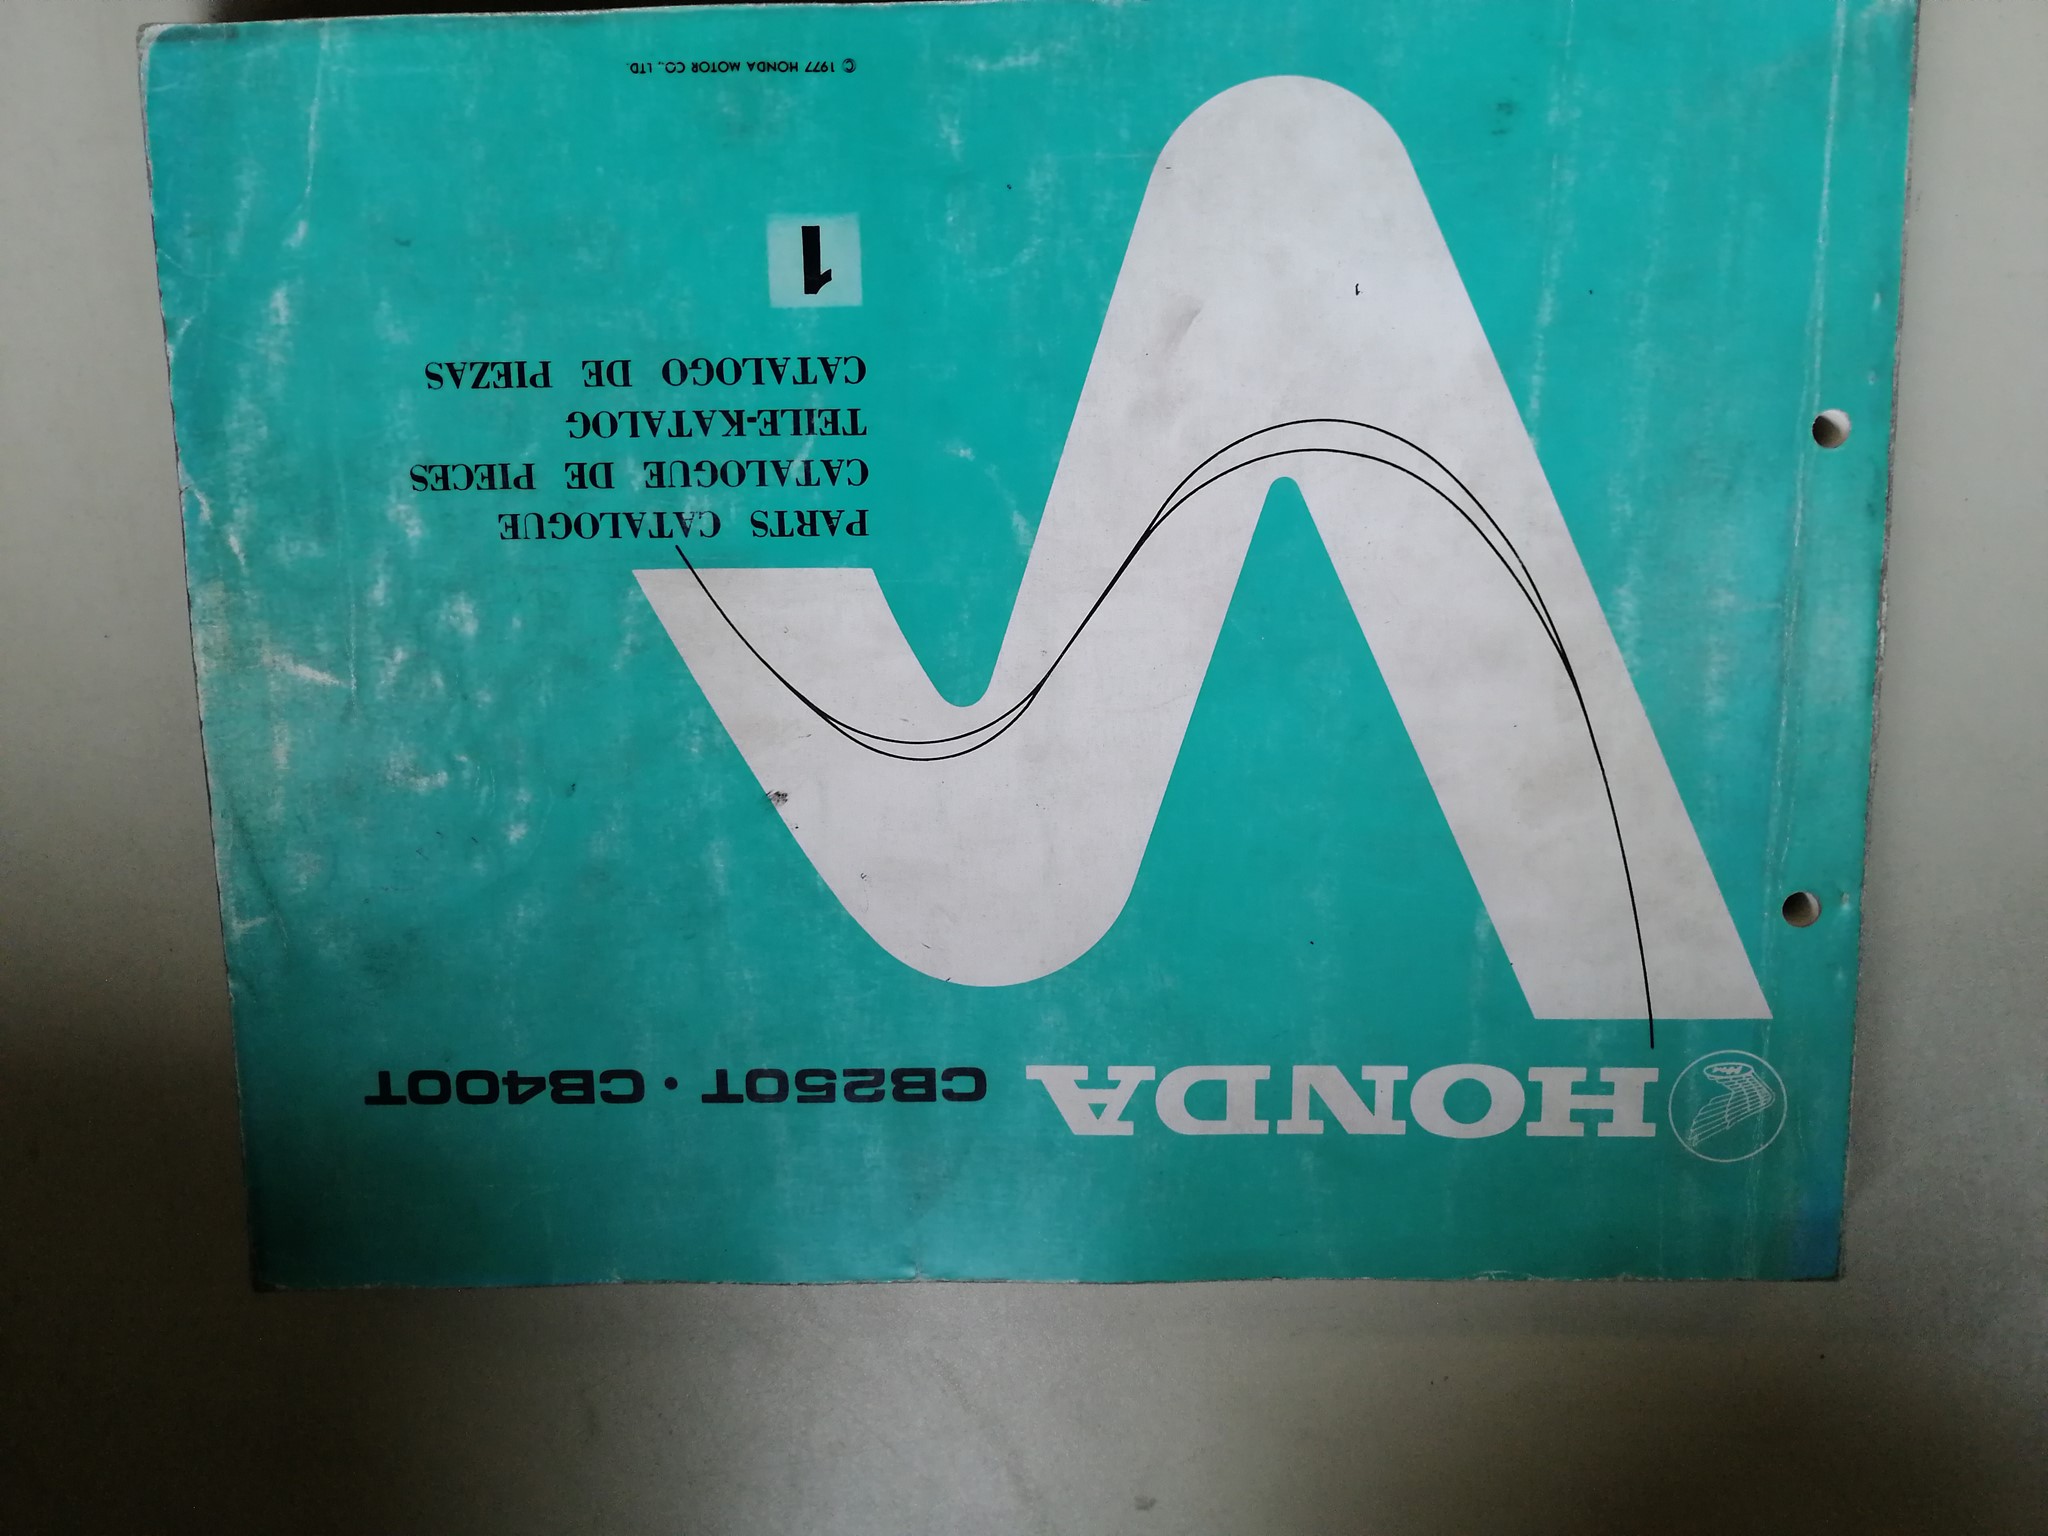 HONDA CB250T · CB400T
PARTS CATALOGUE
CATALOGUE DE PIECES
TEILE-KATALOG
CATALOGO DE PIEZAS
1
© 1977 HONDA MOTOR CO., LTD.